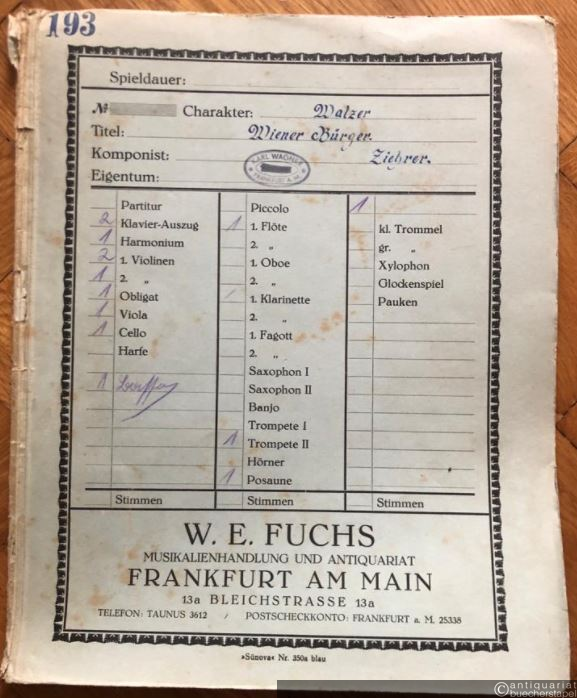 193
Spieldauer:
№ Charakter: Walzer
Titel: Wiener Bürger.
Komponist: Ziehrer.
KARL WAGNER
FRANKFURT A. M.
Eigentum:
Partitur
2 Klavier-Auszug
1 Harmonium
2 1. Violinen
1 2. „
1 Obligat
1 Viola
1 Cello
Harfe
1
Stimmen
Piccolo
1 1. Flöte
2. „
1. Oboe
2. „
1. Klarinette
2. „
1. Fagott
2. „
Saxophon I
Saxophon II
Banjo
Trompete I
1 Trompete II
Hörner
1 Posaune
Stimmen
1
kl. Trommel
gr. „
Xylophon
Glockenspiel
Pauken
Stimmen
W. E. FUCHS
MUSIKALIENHANDLUNG UND ANTIQUARIAT
FRANKFURT AM MAIN
13a BLEICHSTRASSE 13a
TELEFON: TAUNUS 3612 / POSTSCHECKKONTO: FRANKFURT a. M. 25338
»Sünova« Nr. 350a blau
©antiquariat
buecherstapel